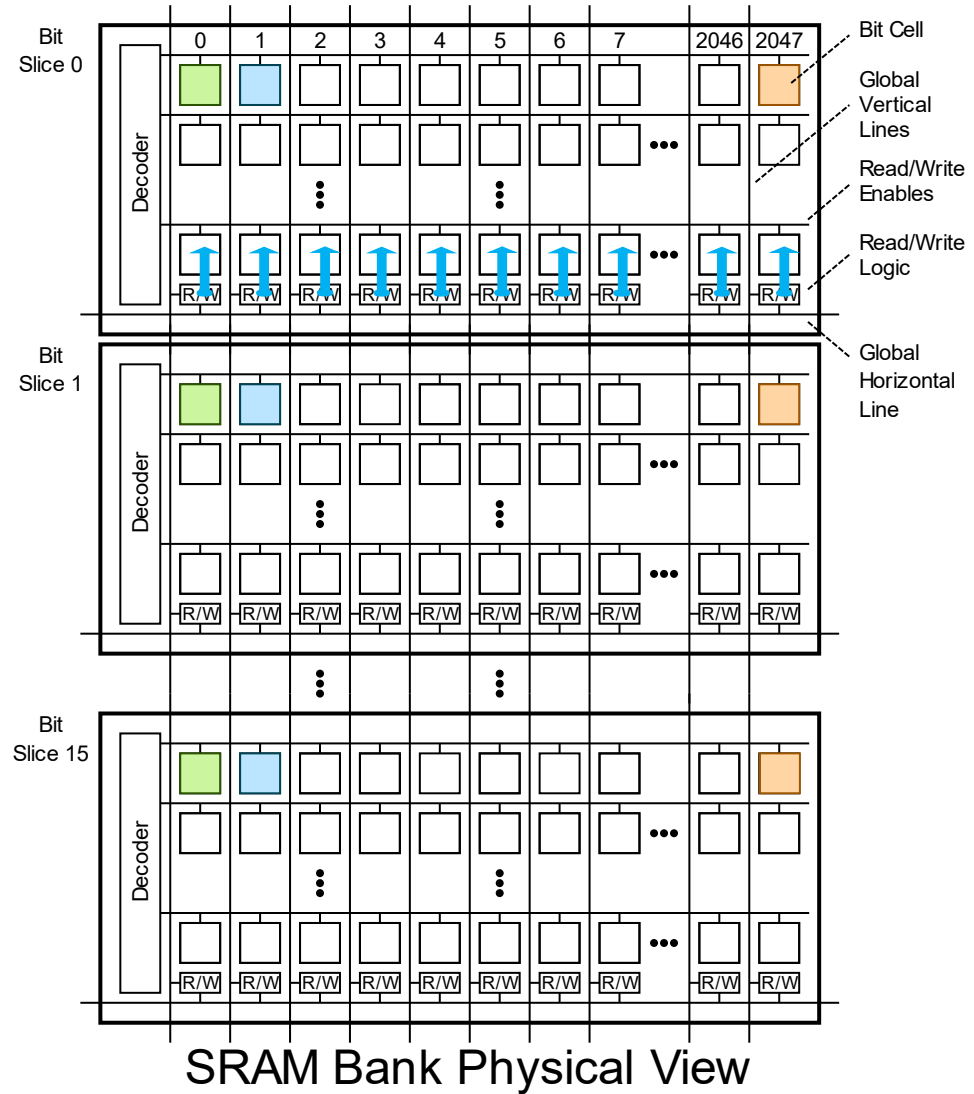 Bit
Slice 0
0 1 2 3 4 5 6 7 2046 2047
Decoder
R/W R/W R/W R/W R/W R/W R/W R/W R/W R/W
Bit Cell
Global
Vertical
Lines
Read/Write
Enables
Read/Write
Logic
Global
Horizontal
Line
Bit
Slice 1
Decoder
R/W R/W R/W R/W R/W R/W R/W R/W R/W R/W
Bit
Slice 15
Decoder
R/W R/W R/W R/W R/W R/W R/W R/W R/W R/W
SRAM Bank Physical View